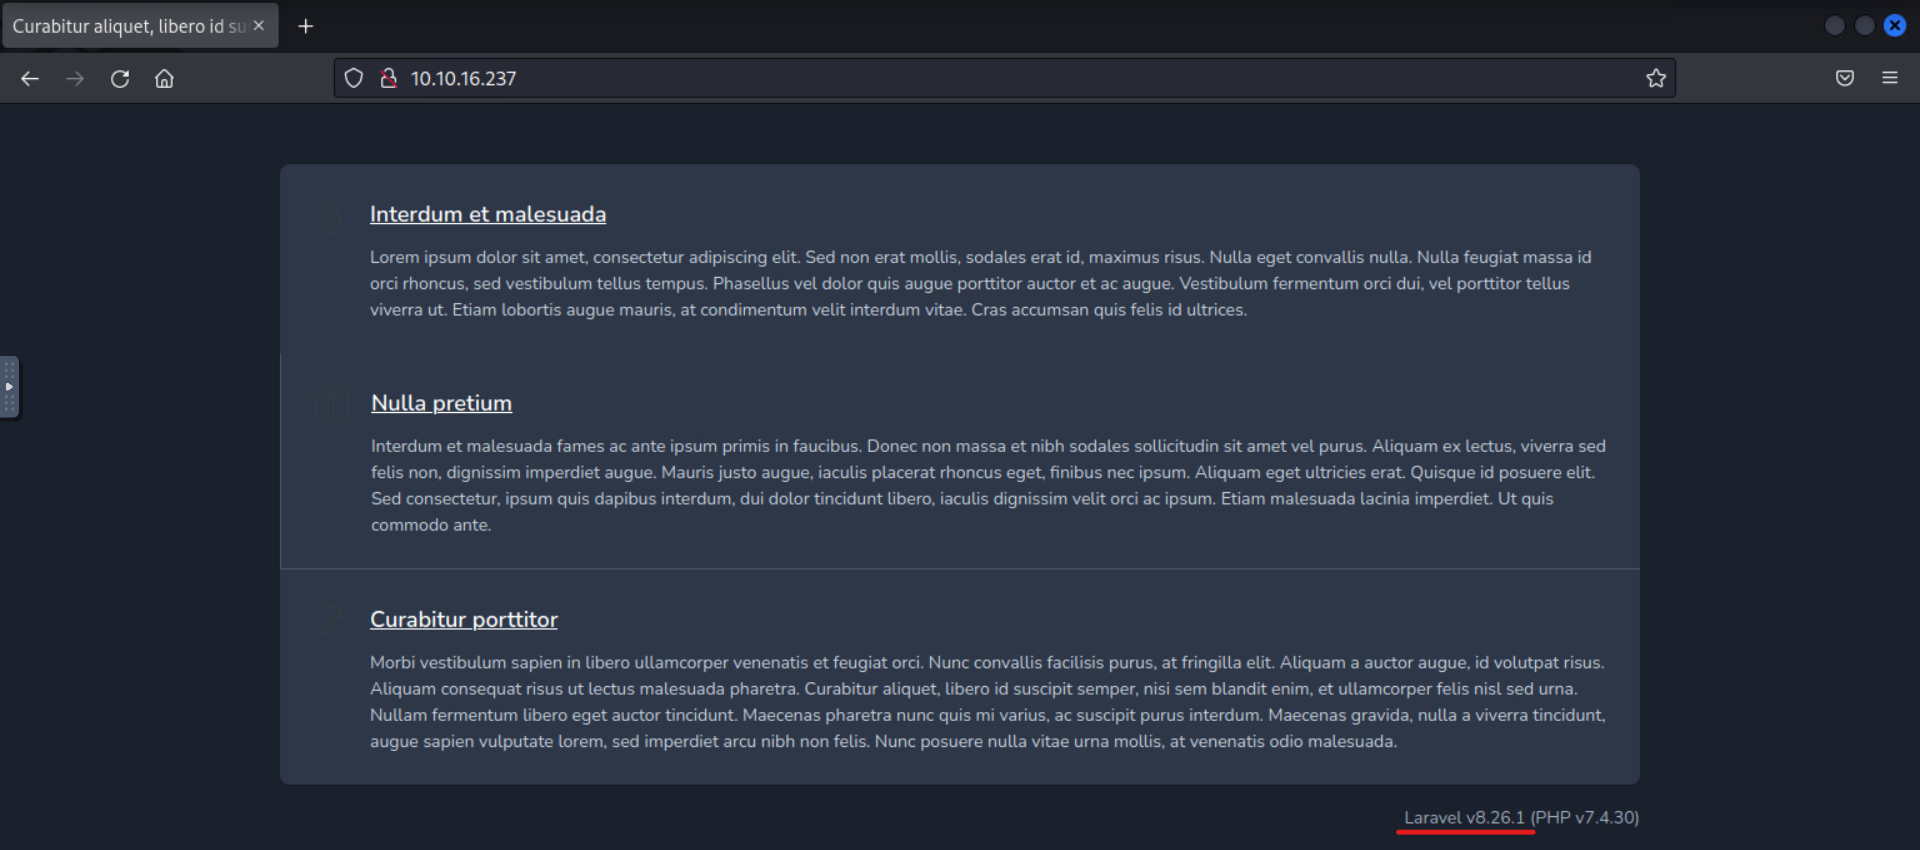 Curabitur aliquet, libero id su
10.10.16.237
Interdum et malesuada
Lorem ipsum dolor sit amet, consectetur adipiscing elit. Sed non erat mollis, sodales erat id, maximus risus. Nulla eget convallis nulla. Nulla feugiat massa id
orci rhoncus, sed vestibulum tellus tempus. Phasellus vel dolor quis augue porttitor auctor et ac augue. Vestibulum fermentum orci dui, vel porttitor tellus
viverra ut. Etiam lobortis augue mauris, at condimentum velit interdum vitae. Cras accumsan quis felis id ultrices.
Nulla pretium
Interdum et malesuada fames ac ante ipsum primis in faucibus. Donec non massa et nibh sodales sollicitudin sit amet vel purus. Aliquam ex lectus, viverra sed
felis non, dignissim imperdiet augue. Mauris justo augue, iaculis placerat rhoncus eget, finibus nec ipsum. Aliquam eget ultricies erat. Quisque id posuere elit.
Sed consectetur, ipsum quis dapibus interdum, dui dolor tincidunt libero, iaculis dignissim velit orci ac ipsum. Etiam malesuada lacinia imperdiet. Ut quis
commodo ante.
Curabitur porttitor
Morbi vestibulum sapien in libero ullamcorper venenatis et feugiat orci. Nunc convallis facilisis purus, at fringilla elit. Aliquam a auctor augue, id volutpat risus.
Aliquam consequat risus ut lectus malesuada pharetra. Curabitur aliquet, libero id suscipit semper, nisi sem blandit enim, et ullamcorper felis nisl sed urna.
Nullam fermentum libero eget auctor tincidunt. Maecenas pharetra nunc quis mi varius, ac suscipit purus interdum. Maecenas gravida, nulla a viverra tincidunt,
augue sapien vulputate lorem, sed imperdiet arcu nibh non felis. Nunc posuere nulla vitae urna mollis, at venenatis odio malesuada.
Laravel v8.26.1 (PHP v7.4.30)